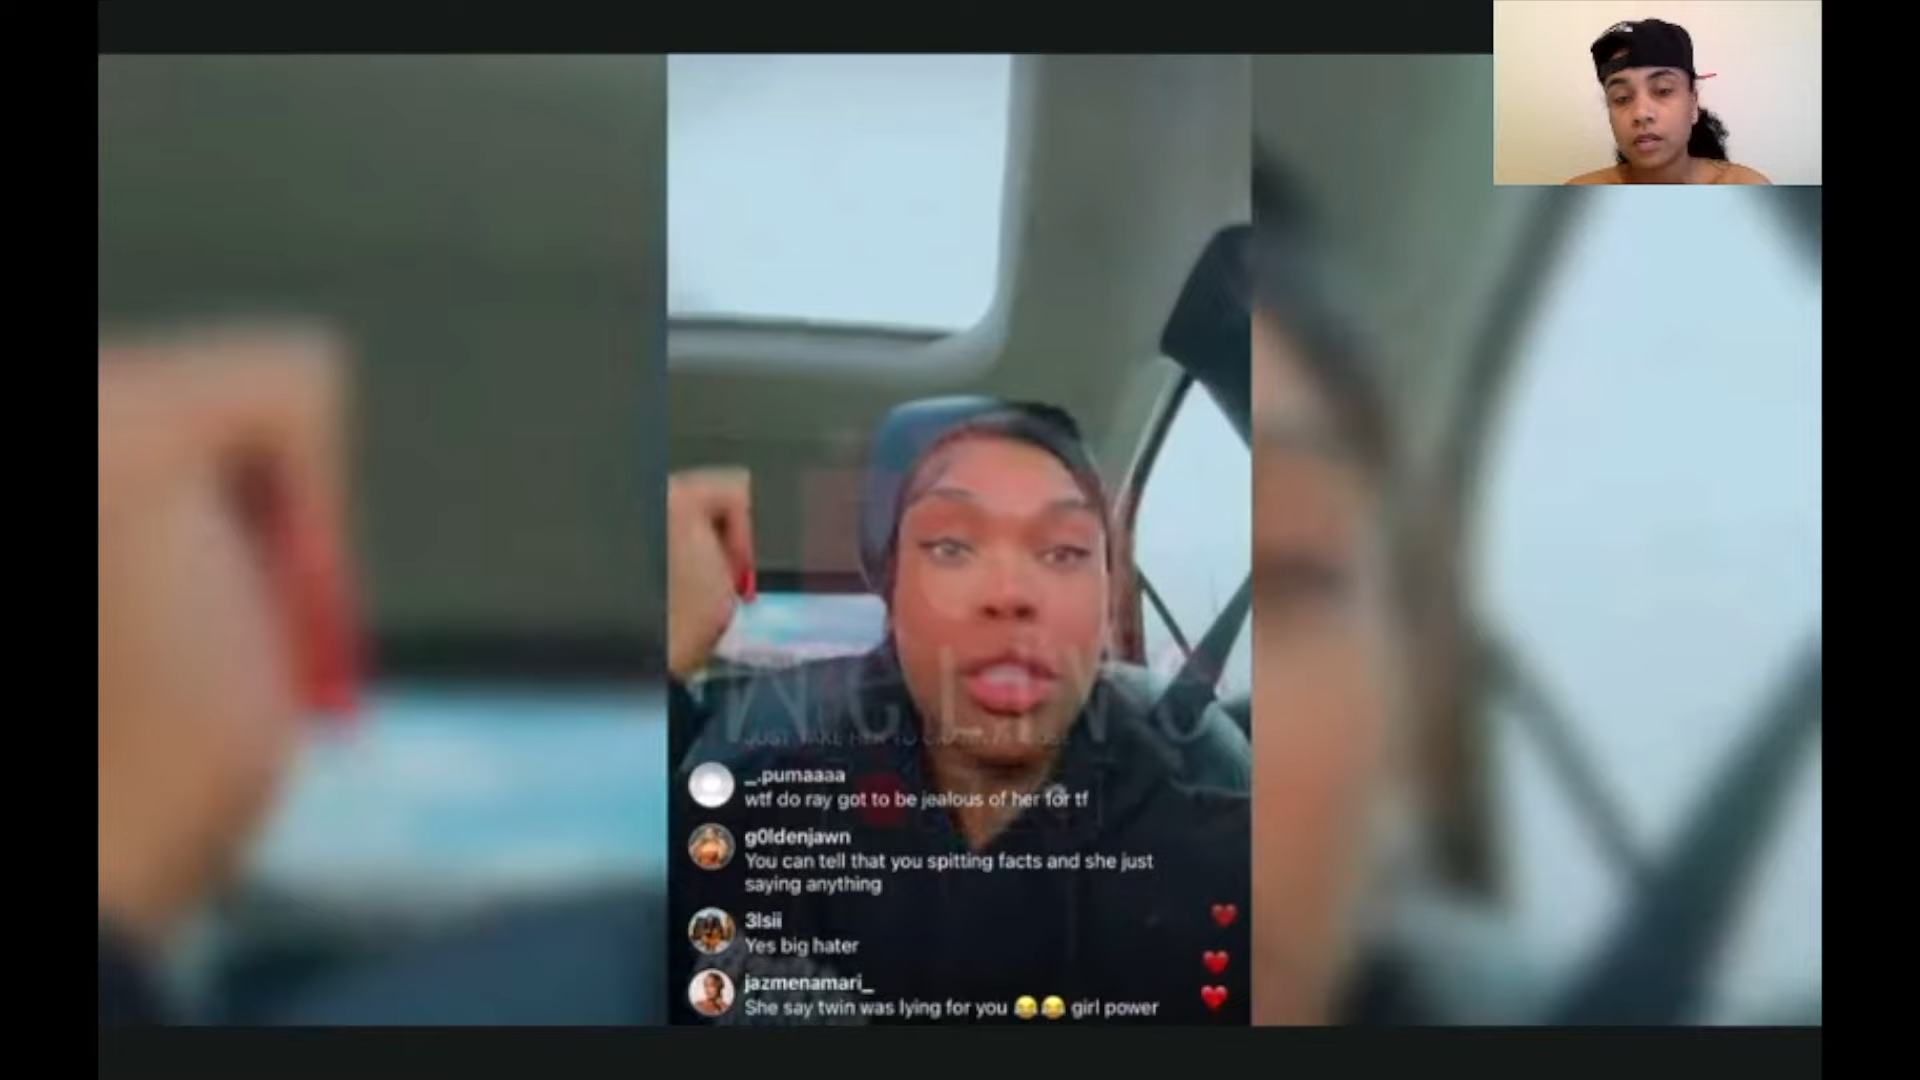 _.pumaaaa
wtf do ray got to be jealous of her for tf
g0ldenjawn
You can tell that you spitting facts and she just
saying anything
3lsii
Yes big hater
jazmenamari_
She say twin was lying for you 😂😂 girl power